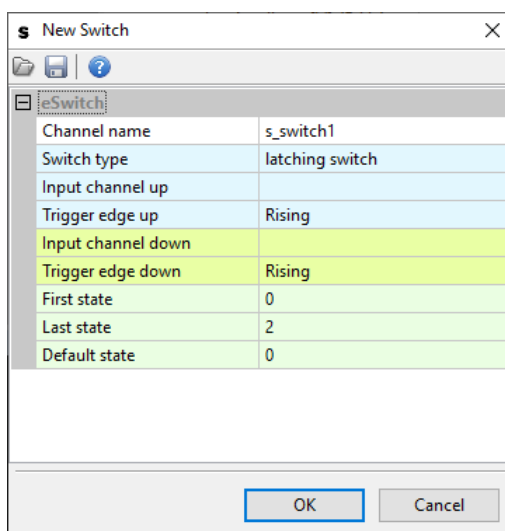 s New Switch
eSwitch
Channel name s_switch1
Switch type latching switch
Input channel up
Trigger edge up Rising
Input channel down
Trigger edge down Rising
First state 0
Last state 2
Default state 0
OK Cancel